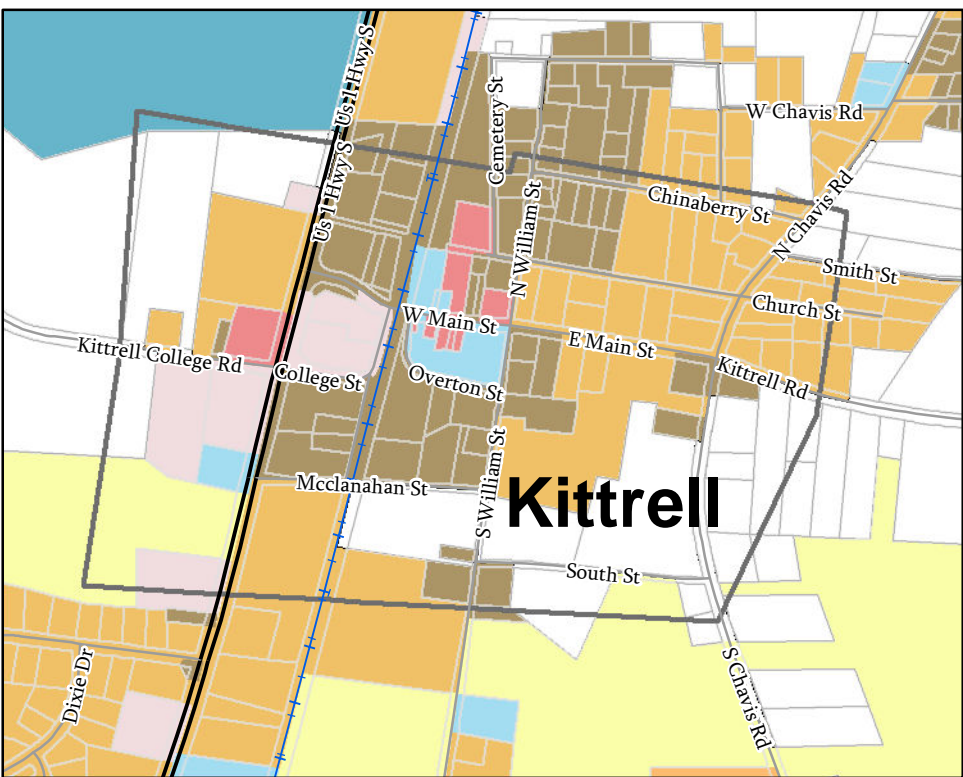 Us 1 Hwy S
Us 1 Hwy S
Cemetery St
W Chavis Rd
Chinaberry St
N Chavis Rd
N William St
Smith St
Church St
W Main St
E Main St
Kittrell College Rd
College St
Overton St
Kittrell Rd
Mcclanahan St
S William St
Kittrell
South St
Dixie Dr
S Chavis Rd